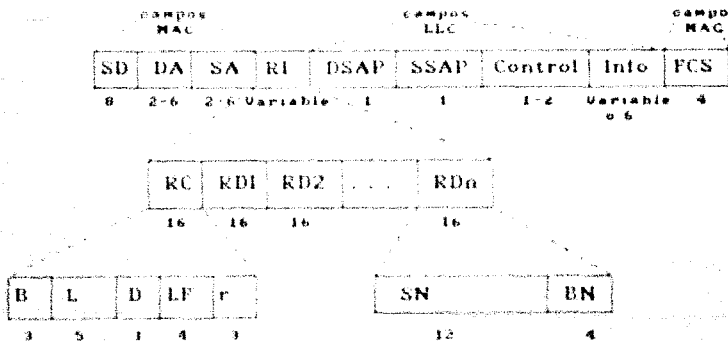 campos campos campo
MAC LLC MAC
SD DA SA RI DSAP SSAP Control Info FCS
8 2-6 2-6 Variable 1 1 1-2 Variable 4
o 6
RC RD1 RD2 ... RDn
16 16 16 16
B L D LF r SN BN
3 5 1 4 3 12 4